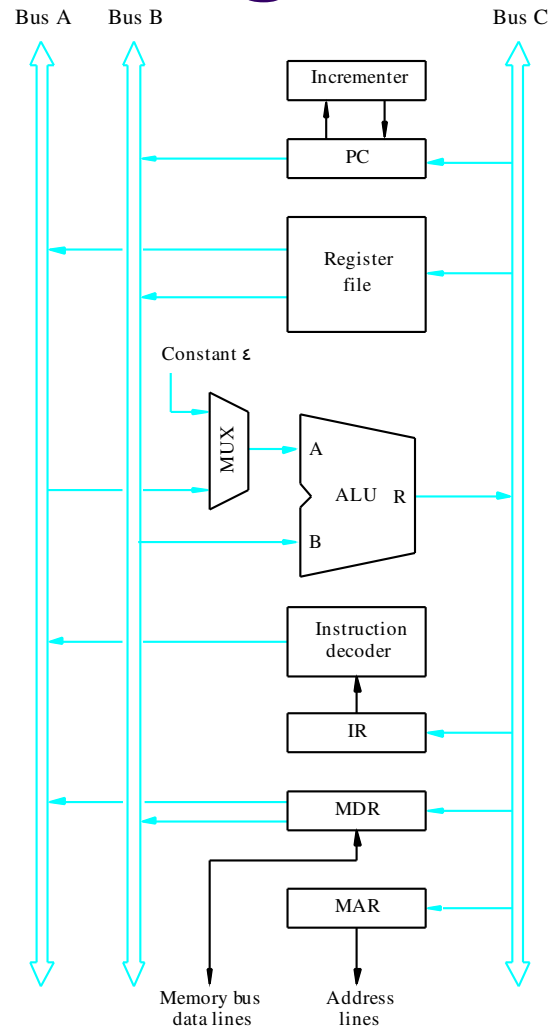 Bus A
Bus B
Bus C
Incrementer
PC
Register
file
Constant ٤
MUX
A
ALU
R
B
Instruction
decoder
IR
MDR
MAR
Memory bus
data lines
Address
lines